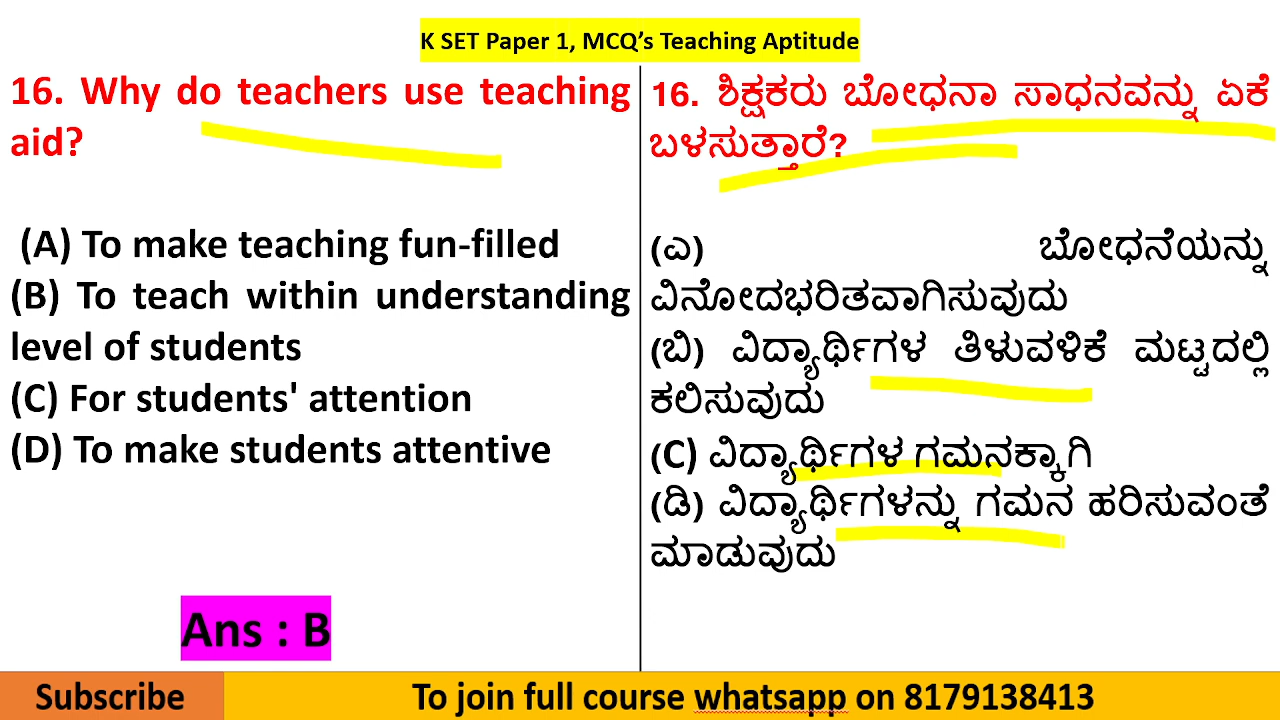 K SET Paper 1, MCQ's Teaching Aptitude
16. Why do teachers use teaching
aid?
(A) To make teaching fun-filled
(B) To teach within understanding
level of students
(C) For students' attention
(D) To make students attentive
Ans : B
16. ಶಿಕ್ಷಕರು ಬೋಧನಾ ಸಾಧನವನ್ನು ಏಕೆ
ಬಳಸುತ್ತಾರೆ?
(ಎ) ಬೋಧನೆಯನ್ನು
ವಿನೋದಭರಿತವಾಗಿಸುವುದು
(ಬಿ) ವಿದ್ಯಾರ್ಥಿಗಳ ತಿಳುವಳಿಕೆ ಮಟ್ಟದಲ್ಲಿ
ಕಲಿಸುವುದು
(C) ವಿದ್ಯಾರ್ಥಿಗಳ ಗಮನಕ್ಕಾಗಿ
(ಡಿ) ವಿದ್ಯಾರ್ಥಿಗಳನ್ನು ಗಮನ ಹರಿಸುವಂತೆ
ಮಾಡುವುದು
Subscribe
To join full course whatsapp on 8179138413